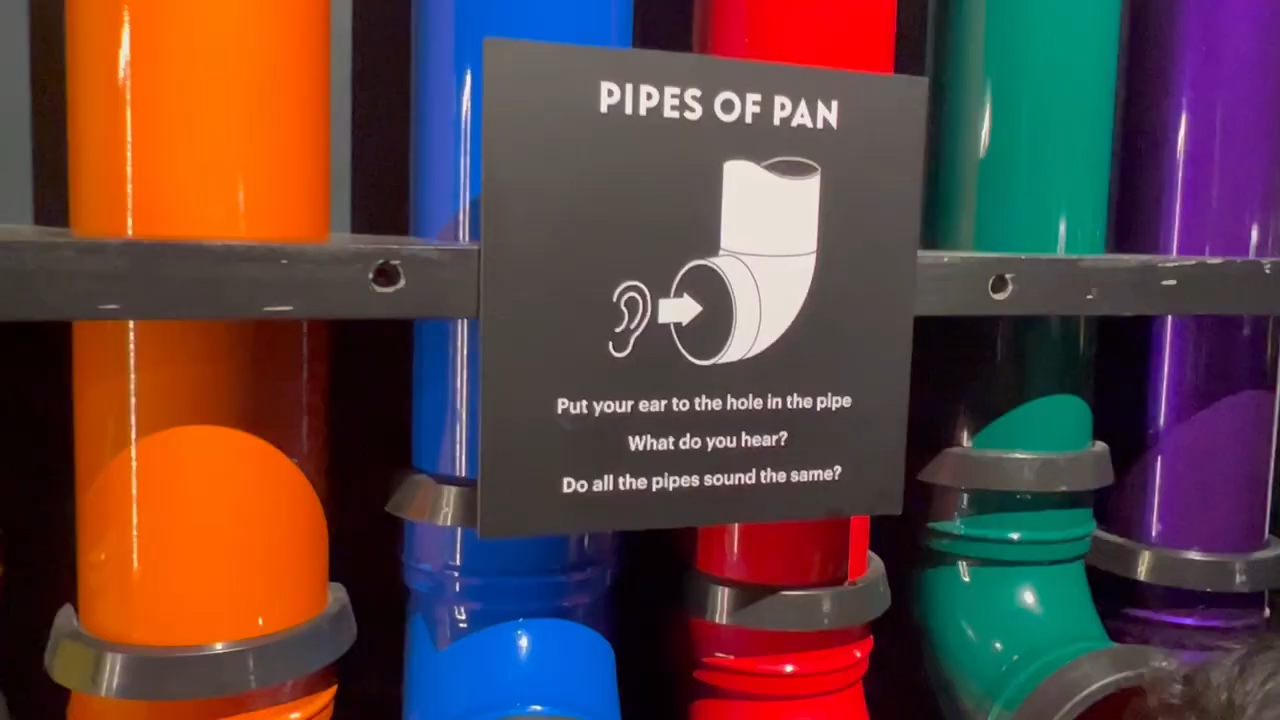 PIPES OF PAN
Put your ear to the hole in the pipe
What do you hear?
Do all the pipes sound the same?